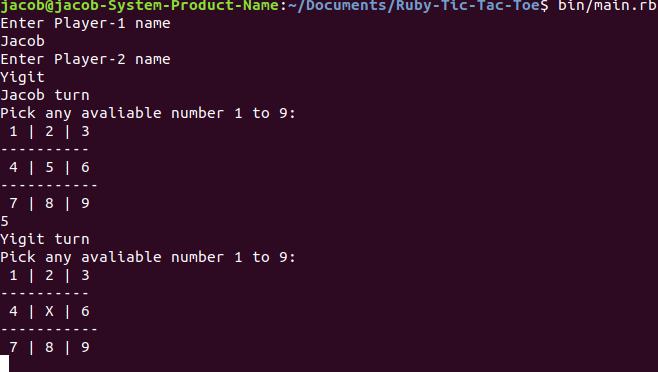 jacob@jacob-System-Product-Name:~/Documents/Ruby-Tic-Tac-Toe$ bin/main.rb
Enter Player-1 name
Jacob
Enter Player-2 name
Yigit
Jacob turn
Pick any avaliable number 1 to 9:
 1 | 2 | 3
----------
 4 | 5 | 6
-----------
 7 | 8 | 9
5
Yigit turn
Pick any avaliable number 1 to 9:
 1 | 2 | 3
----------
 4 | X | 6
-----------
 7 | 8 | 9